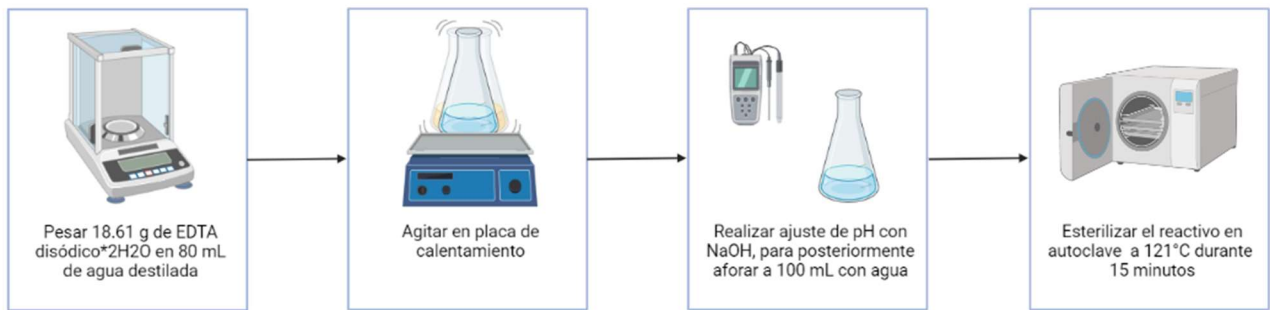 Pesar 18.61 g de EDTA
disódico*2H2O en 80 mL
de agua destilada
Agitar en placa de
calentamiento
Realizar ajuste de pH con
NaOH, para posteriormente
aforar a 100 mL con agua
Esterilizar el reactivo en
autoclave a 121°C durante
15 minutos